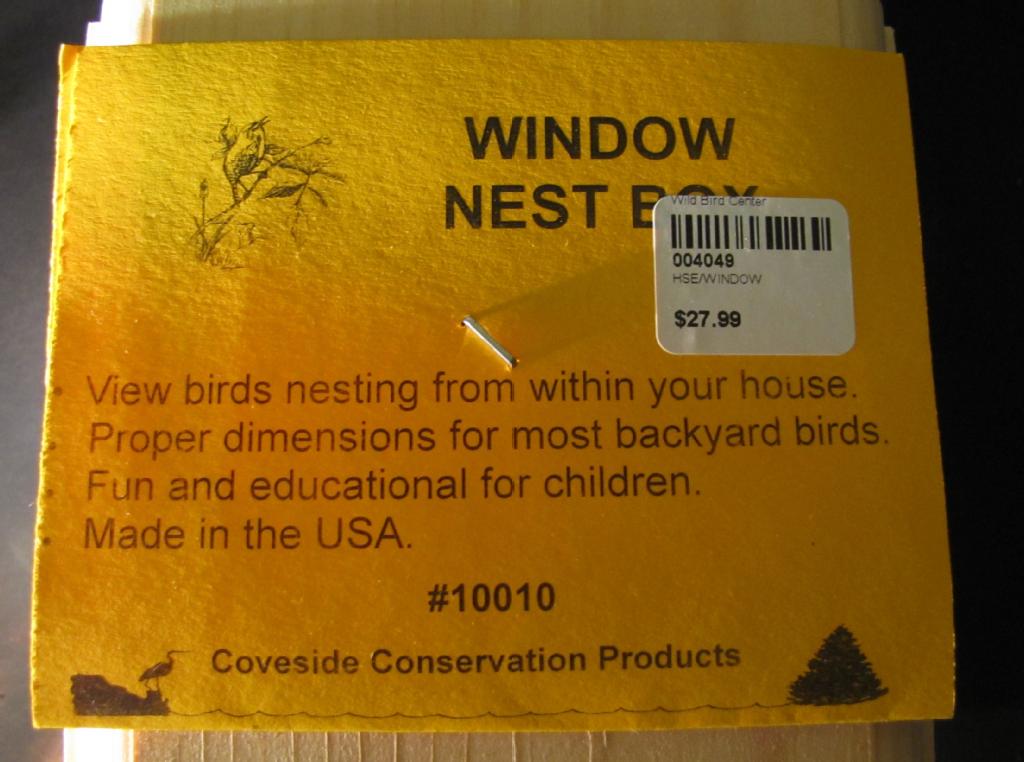 WINDOW
NEST BOX
Wild Bird Center
004049
HSE/WINDOW
$27.99
View birds nesting from within your house.
Proper dimensions for most backyard birds.
Fun and educational for children.
Made in the USA.
#10010
Coveside Conservation Products